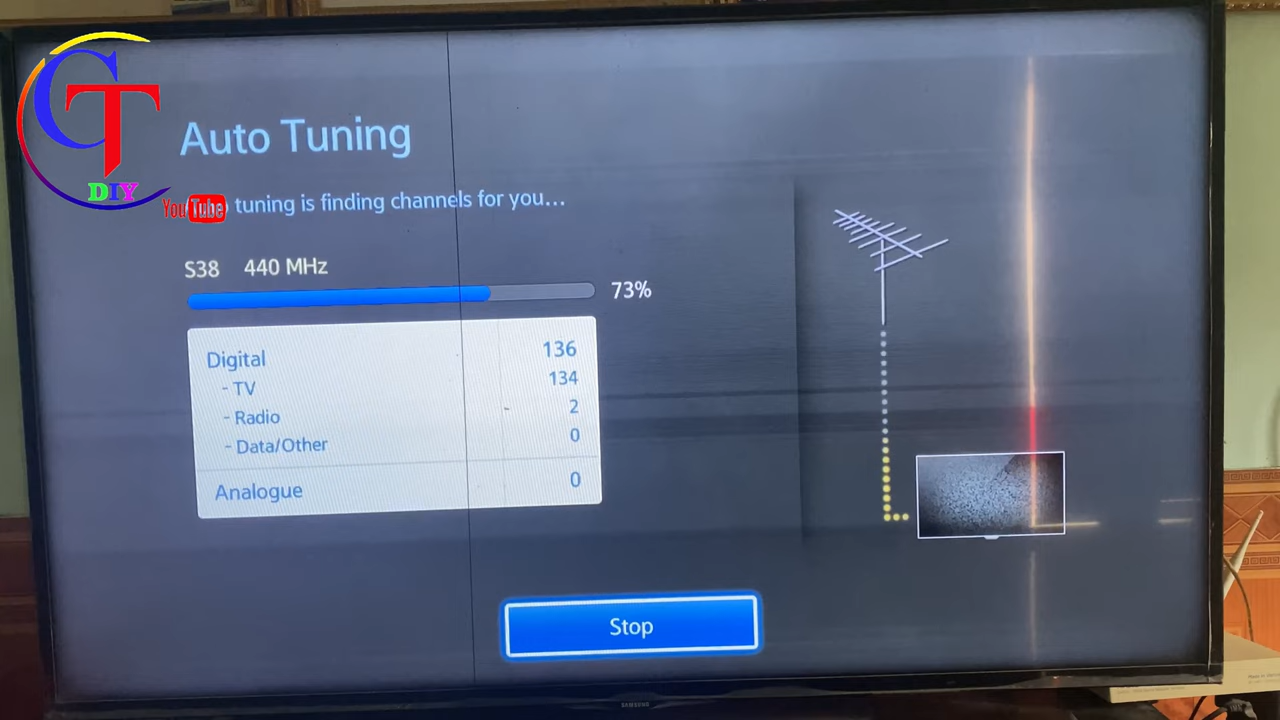 CT
DIY
Auto Tuning
YouTube
tuning is finding channels for you...
S38 440 MHz
73%
Digital 136
- TV 134
- Radio 2
- Data/Other 0
Analogue 0
Stop
SAMSUNG